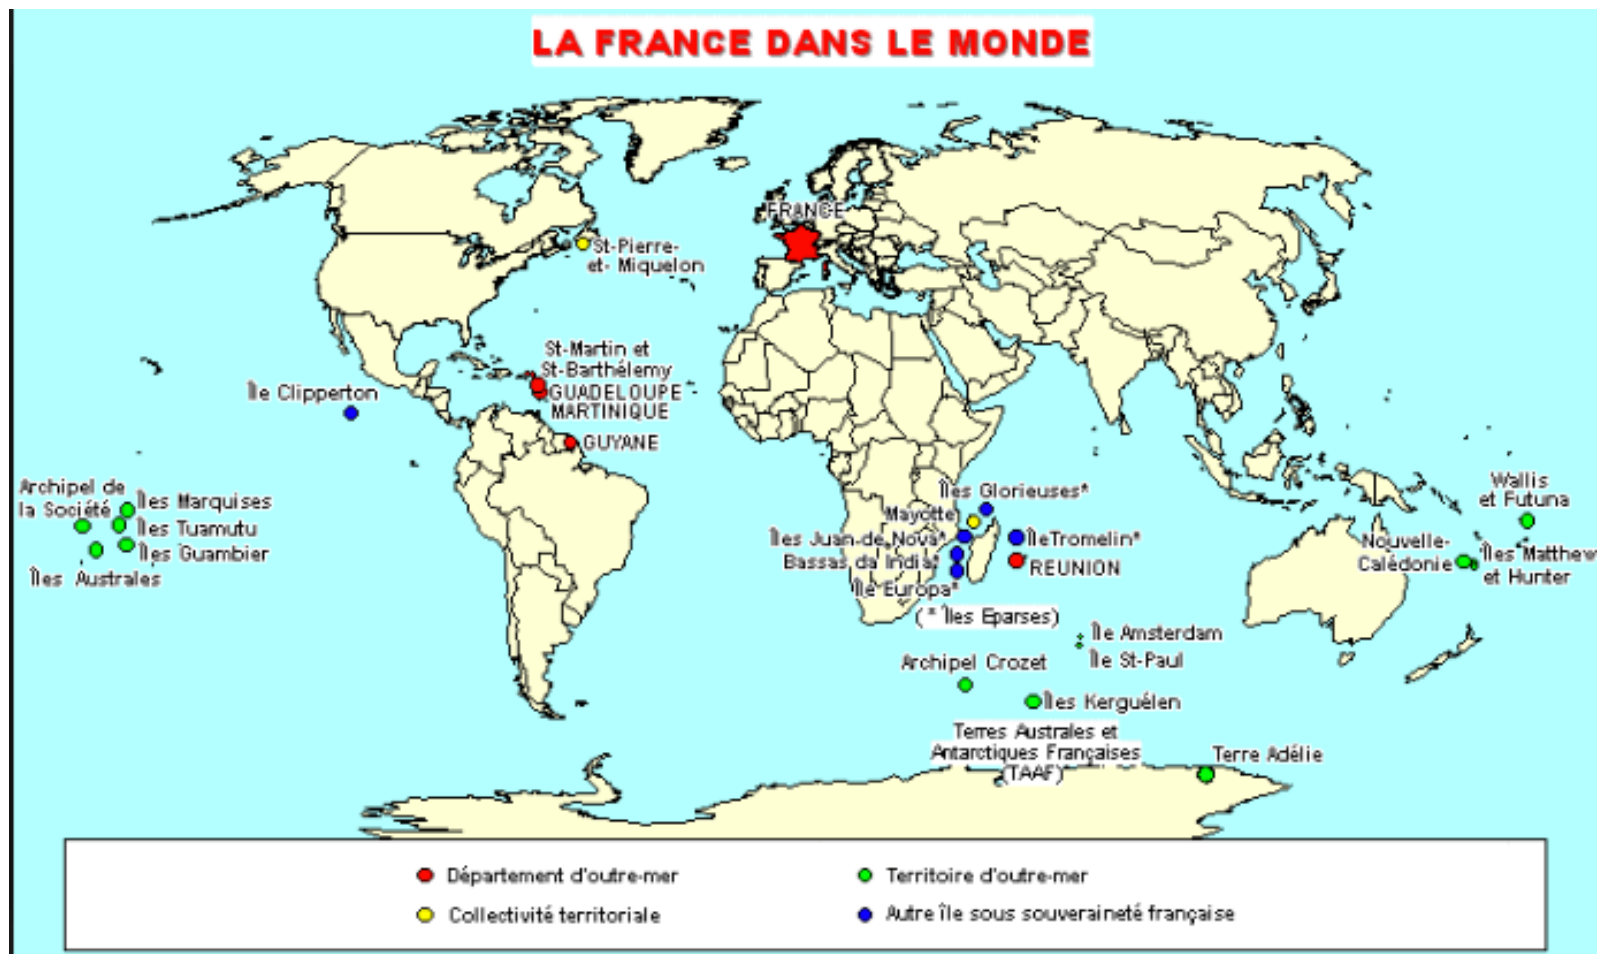 LA FRANCE DANS LE MONDE
FRANCE
St-Pierre-
et- Miquelon
St-Martin et
St-Barthélemy
GUADELOUPE
MARTINIQUE
Île Clipperton
GUYANE
Archipel de
la Société
Îles Marquises
Îles Tuamutu
Îles Guambier
Îles Australes
Îles Glorieuses*
Mayotte
Îles Juan de Nova*
Bassas da India*
Île Europa*
(* Îles Eparses)
Île Tromelin*
REUNION
Wallis
et Futuna
Nouvelle-
Calédonie
Îles Matthew
et Hunter
Île Amsterdam
Île St-Paul
Archipel Crozet
Îles Kerguélen
Terres Australes et
Antarctiques Françaises
(TAAF)
Terre Adélie
Département d'outre-mer
Territoire d'outre-mer
Collectivité territoriale
Autre île sous souveraineté française